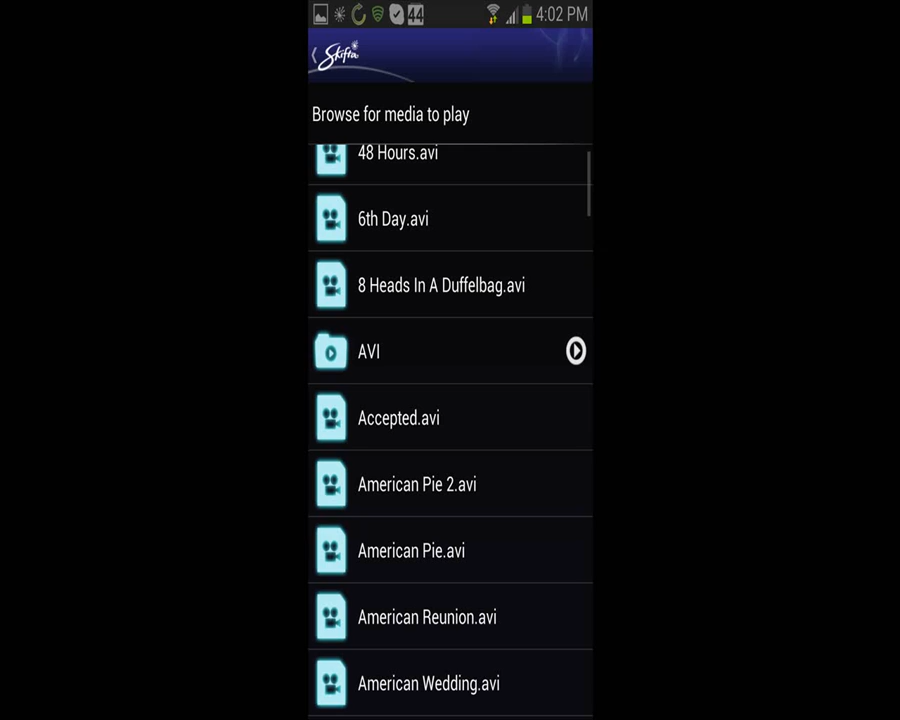 44 4:02 PM
Skifta
Browse for media to play
48 Hours.avi
6th Day.avi
8 Heads In A Duffelbag.avi
AVI
Accepted.avi
American Pie 2.avi
American Pie.avi
American Reunion.avi
American Wedding.avi